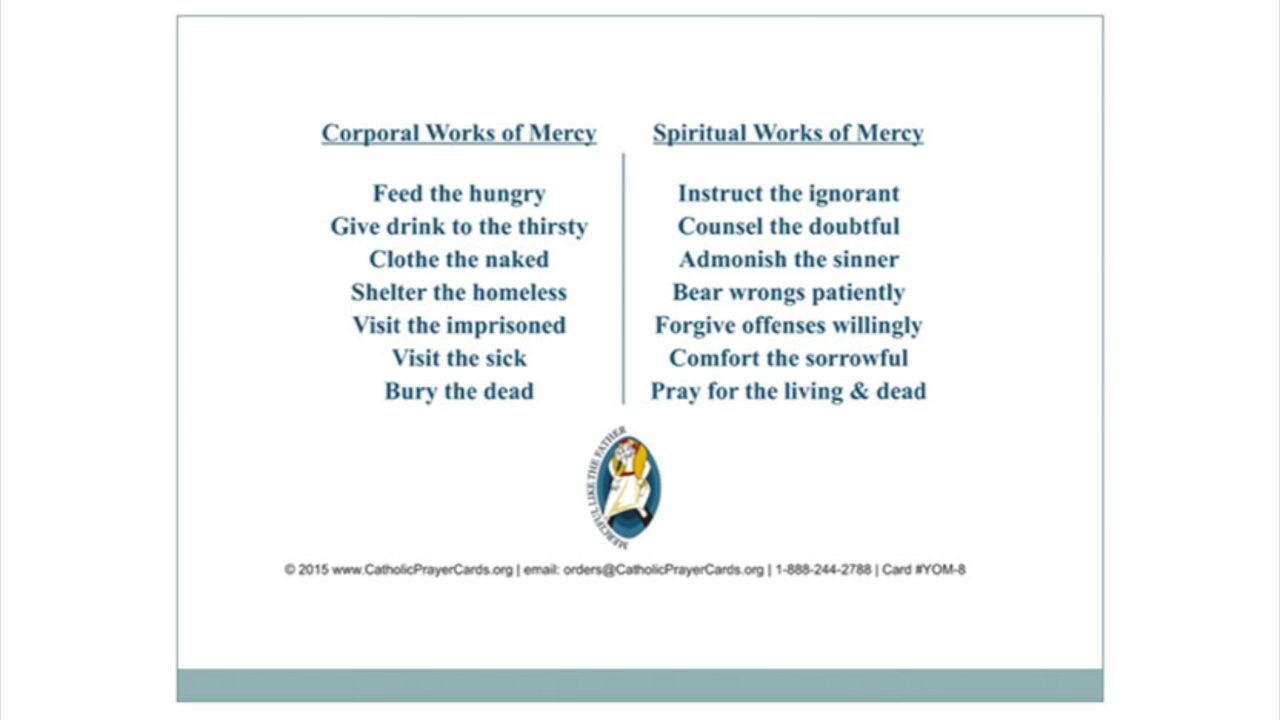 Corporal Works of Mercy
Feed the hungry
Give drink to the thirsty
Clothe the naked
Shelter the homeless
Visit the imprisoned
Visit the sick
Bury the dead
Spiritual Works of Mercy
Instruct the ignorant
Counsel the doubtful
Admonish the sinner
Bear wrongs patiently
Forgive offenses willingly
Comfort the sorrowful
Pray for the living & dead
MERCIFUL LIKE THE FATHER
© 2015 www.CatholicPrayerCards.org | email: orders@CatholicPrayerCards.org | 1-888-244-2788 | Card #YOM-8